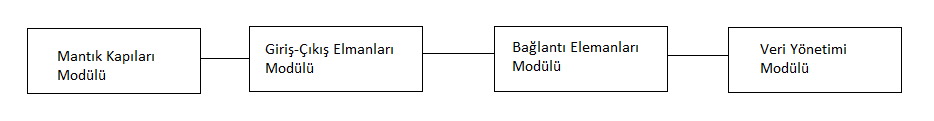 Mantık Kapıları
Modülü
Giriş-Çıkış Elmanları
Modülü
Bağlantı Elemanları
Modülü
Veri Yönetimi
Modülü